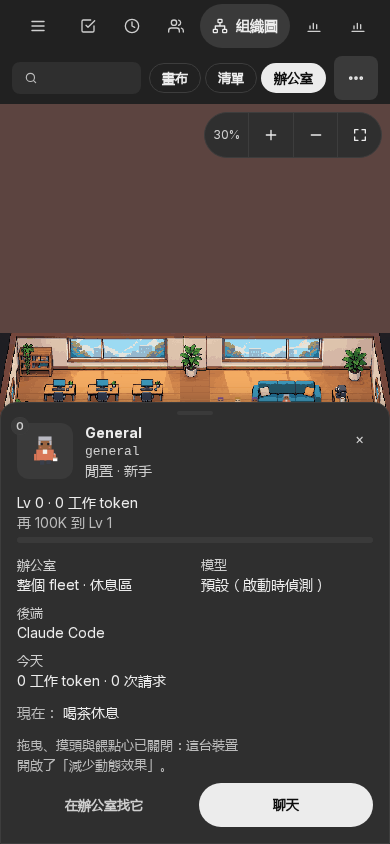 組織圖
畫布
清單
辦公室
30%
O
General
general
閒置 · 新手
Lv 0 · 0 工作 token
再 100K 到 Lv 1
辦公室
模型
整個 fleet · 休息區
預設（啟動時偵測）
後端
Claude Code
今天
0 工作 token · 0 次請求
現在： 喝茶休息
拖曳、摸頭與餵點心已關閉：這台裝置
開啟了「減少動態效果」。
在辦公室找它
聊天